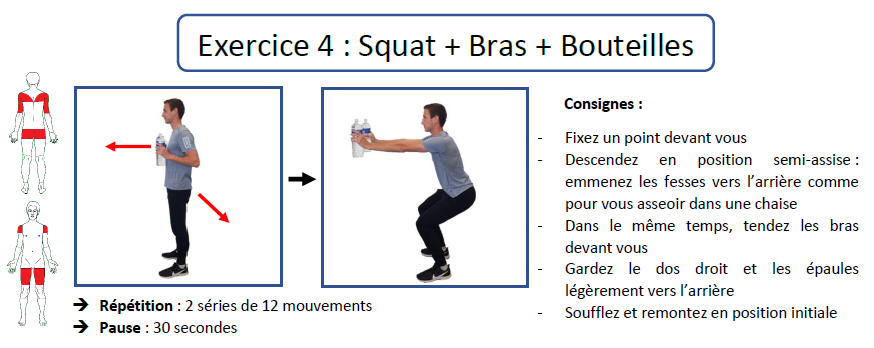 Exercice 4 : Squat + Bras + Bouteilles
Consignes :
- Fixez un point devant vous
- Descendez en position semi-assise :
emmenez les fesses vers l’arrière comme
pour vous asseoir dans une chaise
- Dans le même temps, tendez les bras
devant vous
- Gardez le dos droit et les épaules
légèrement vers l’arrière
- Soufflez et remontez en position initiale
➔ Répétition : 2 séries de 12 mouvements
➔ Pause : 30 secondes